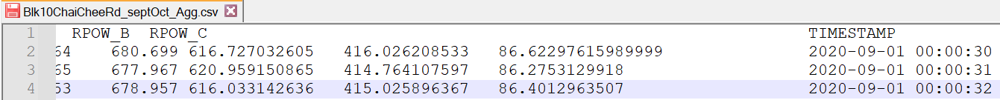 Blk10ChaiCheeRd_septOct_Agg.csv
1 RPOW_B RPOW_C TIMESTAMP
2 64 680.699 616.727032605 416.026208533 86.62297615989999 2020-09-01 00:00:30
3 65 677.967 620.959150865 414.764107597 86.2753129918 2020-09-01 00:00:31
4 53 678.957 616.033142636 415.025896367 86.4012963507 2020-09-01 00:00:32